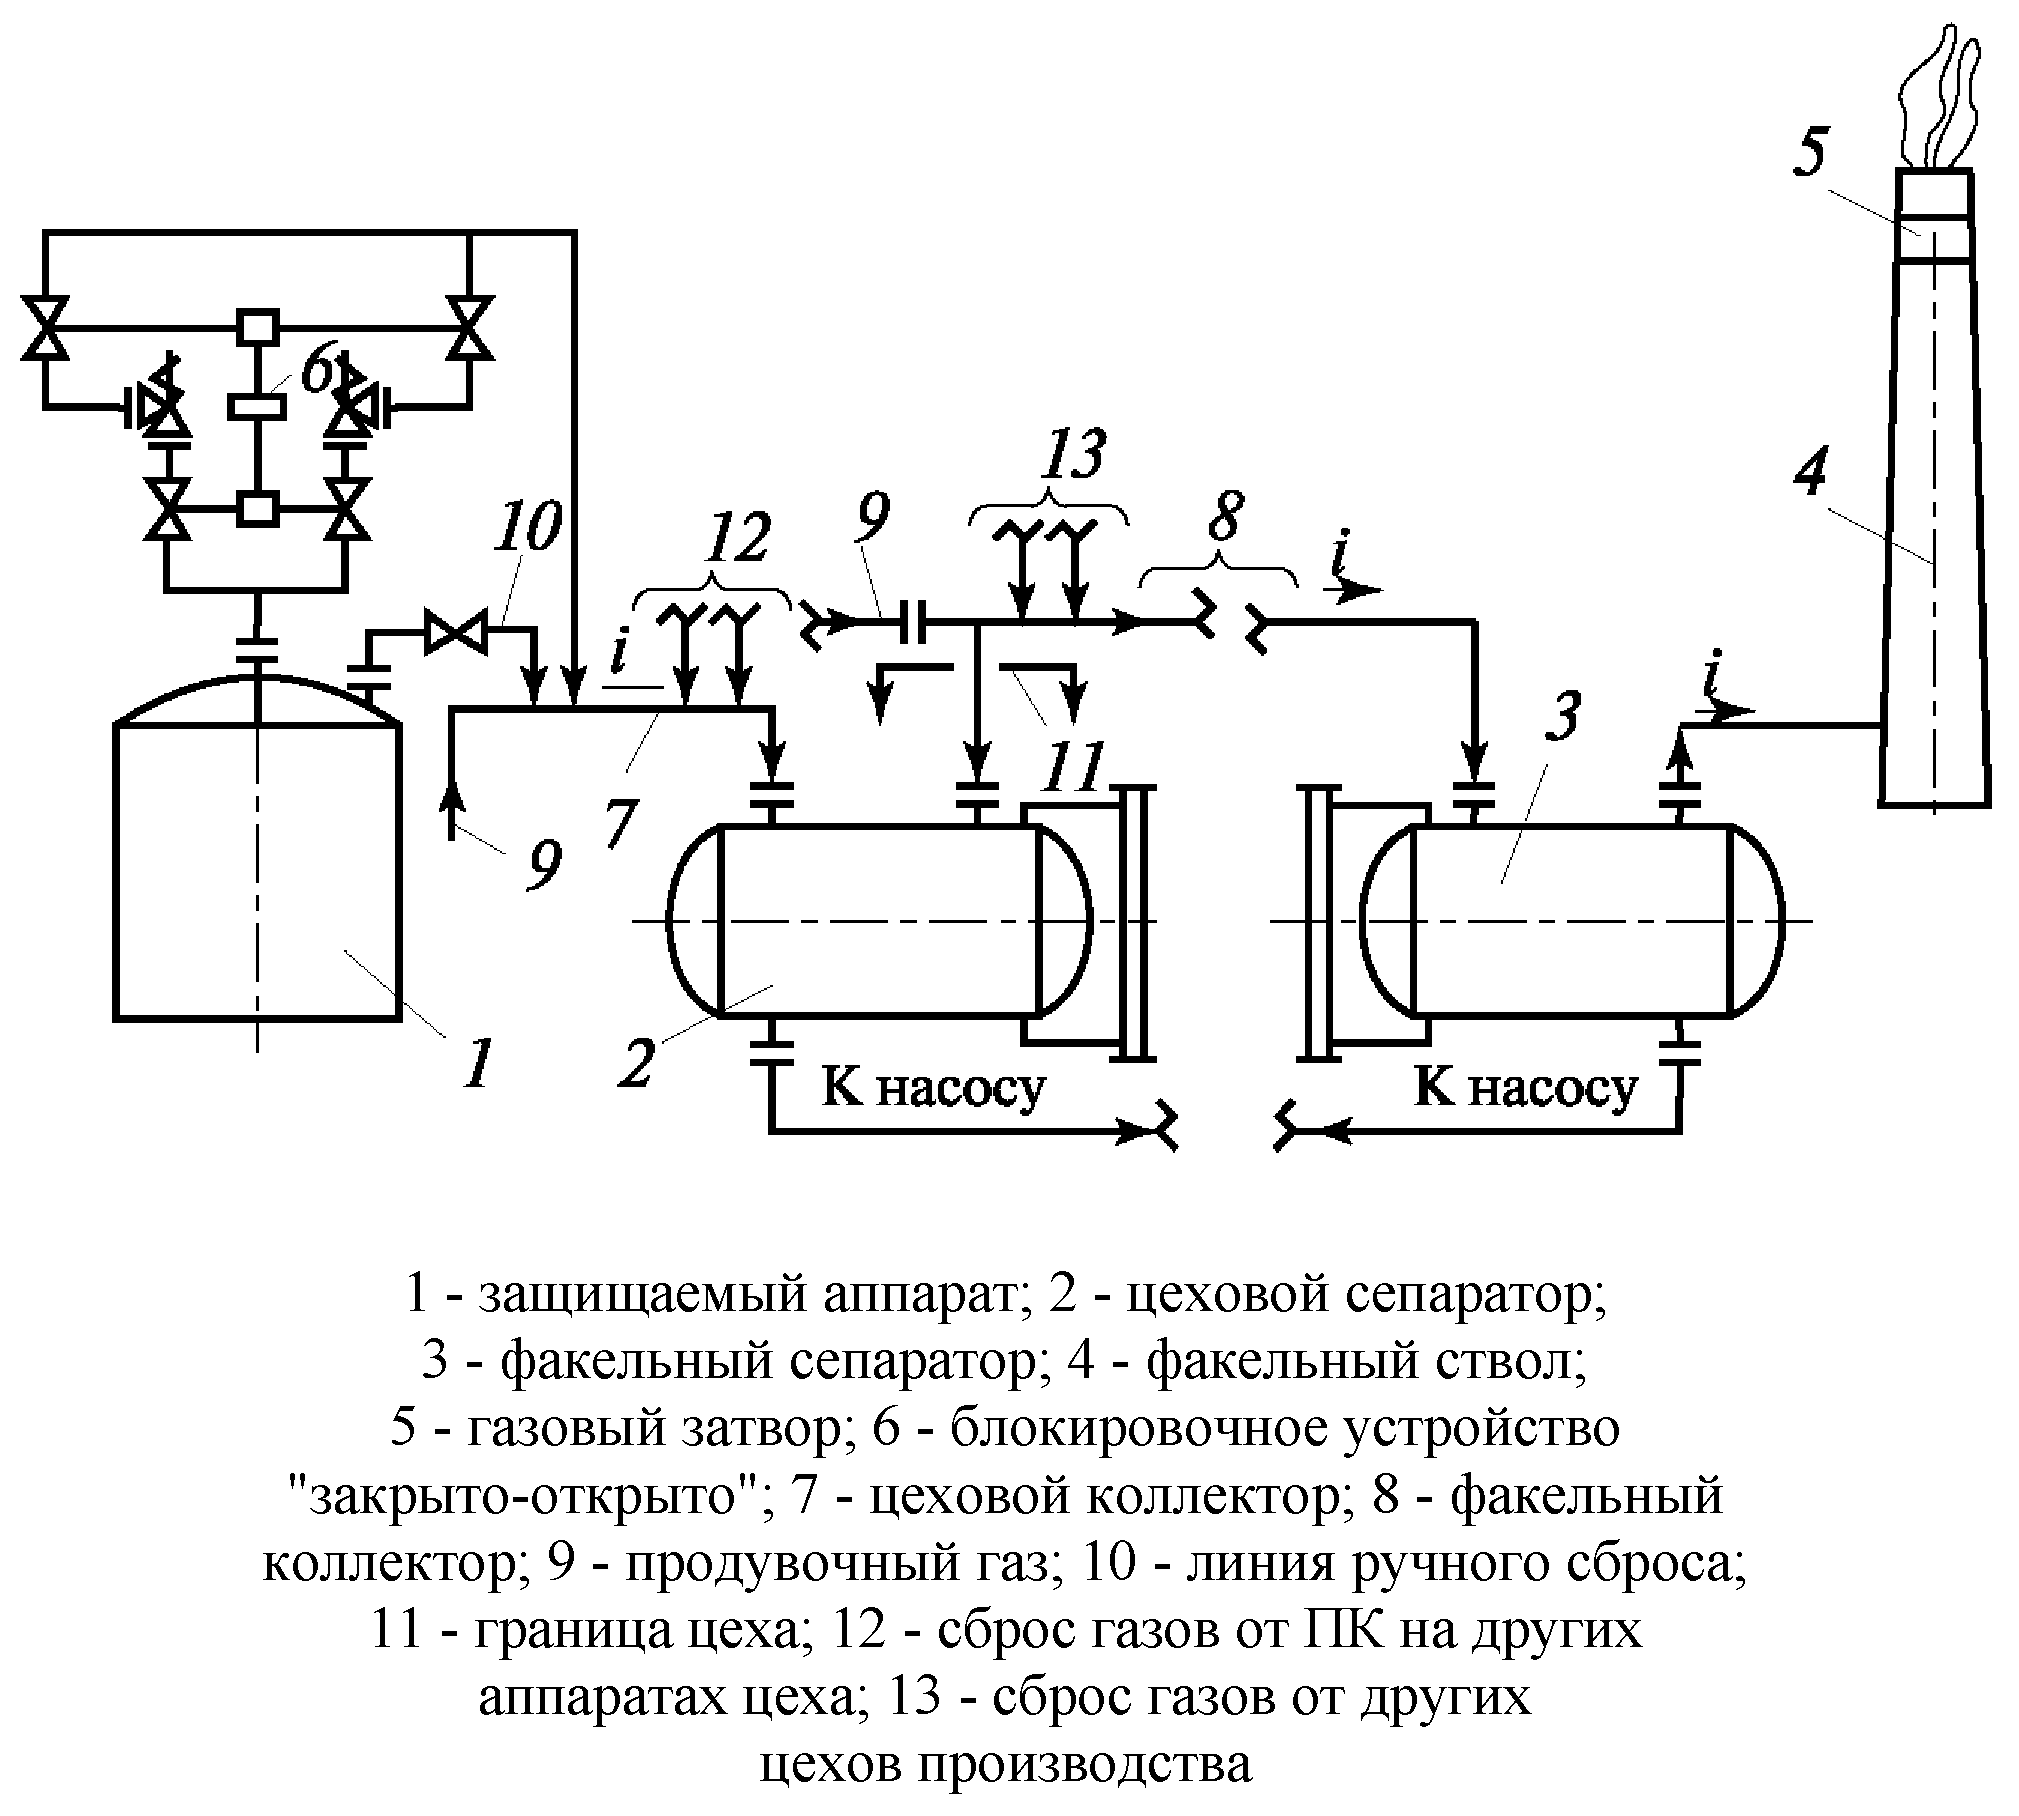 5
6
13
4
10
12
9
8
i
i
i
11
3
7
9
1
2
К насосу
К насосу
1 - защищаемый аппарат; 2 - цеховой сепаратор;
3 - факельный сепаратор; 4 - факельный ствол;
5 - газовый затвор; 6 - блокировочное устройство
"закрыто-открыто"; 7 - цеховой коллектор; 8 - факельный
коллектор; 9 - продувочный газ; 10 - линия ручного сброса;
11 - граница цеха; 12 - сброс газов от ПК на других
аппаратах цеха; 13 - сброс газов от других
цехов производства